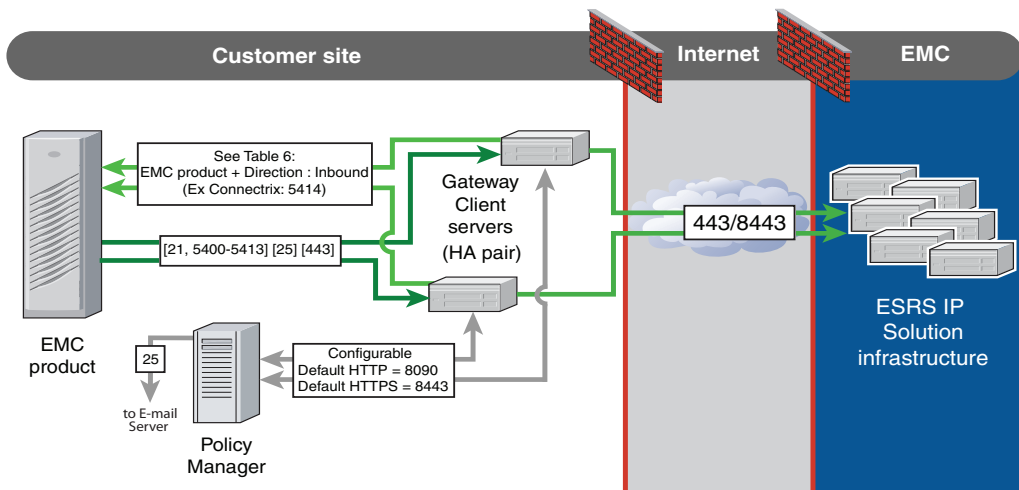 Customer site
Internet
EMC
See Table 6:
EMC product + Direction : Inbound
(Ex Connectrix: 5414)
Gateway
Client
servers
(HA pair)
443/8443
[21, 5400-5413] [25] [443]
ESRS IP
Solution
infrastructure
EMC
product
25
to E-mail
Server
Configurable
Default HTTP = 8090
Default HTTPS = 8443
Policy
Manager